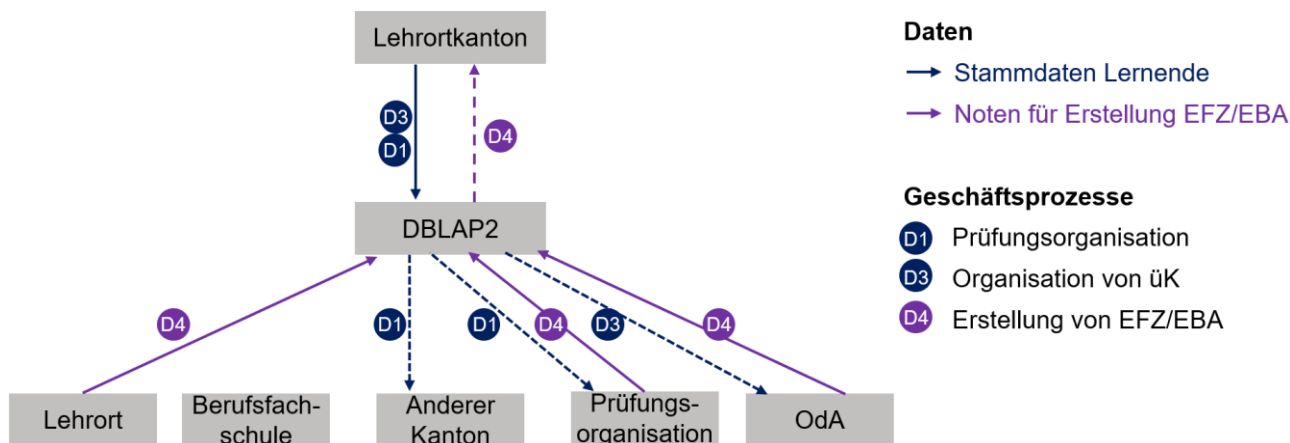 Lehrortkanton
D3
D1
D4
DBLAP2
D4
D1
D1
D4
D3
D4
Lehrort
Berufsfach-
schule
Anderer
Kanton
Prüfungs-
organisation
OdA
Daten
Stammdaten Lernende
Noten für Erstellung EFZ/EBA
Geschäftsprozesse
D1 Prüfungsorganisation
D3 Organisation von üK
D4 Erstellung von EFZ/EBA